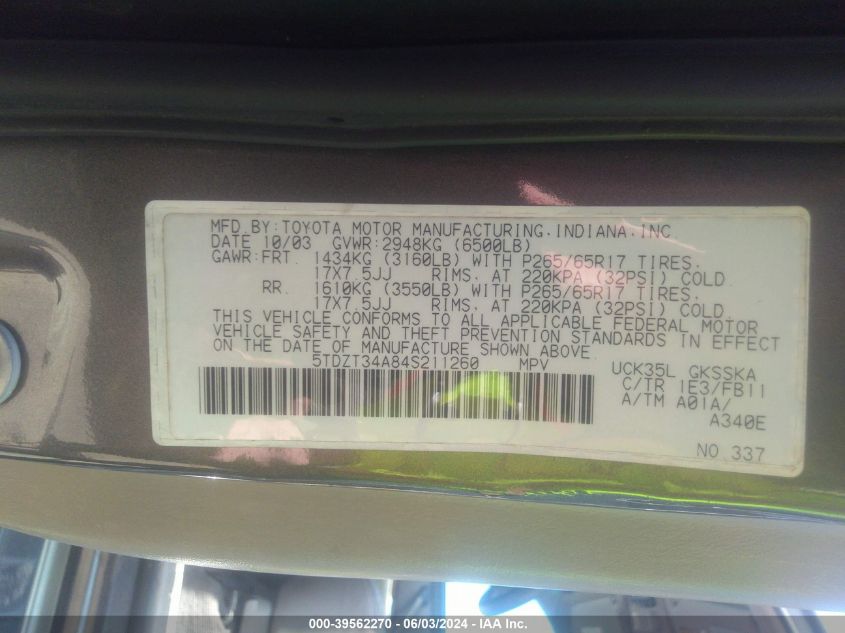 MFD.BY:TOYOTA MOTOR MANUFACTURING.INDIANA.INC.
DATE 10/03 GVWR:2948KG (6500LB)
GAWR:FRT. 1434KG (3160LB) WITH P265/65R17 TIRES.
17X7.5JJ RIMS. AT 220KPA (32PSI) COLD
RR. 1610KG (3550LB) WITH P265/65R17 TIRES.
17X7.5JJ RIMS. AT 220KPA (32PSI) COLD
THIS VEHICLE CONFORMS TO ALL APPLICABLE FEDERAL MOTOR
VEHICLE SAFETY AND THEFT PREVENTION STANDARDS IN EFFECT
ON THE DATE OF MANUFACTURE SHOWN ABOVE.
5TDZT34A84S211260 MPV
UCK35L GKSSKA
C/TR 1E3/FB11
A/TM A01A/
A340E
NO 337
000-39562270 - 06/03/2024 - IAA Inc.